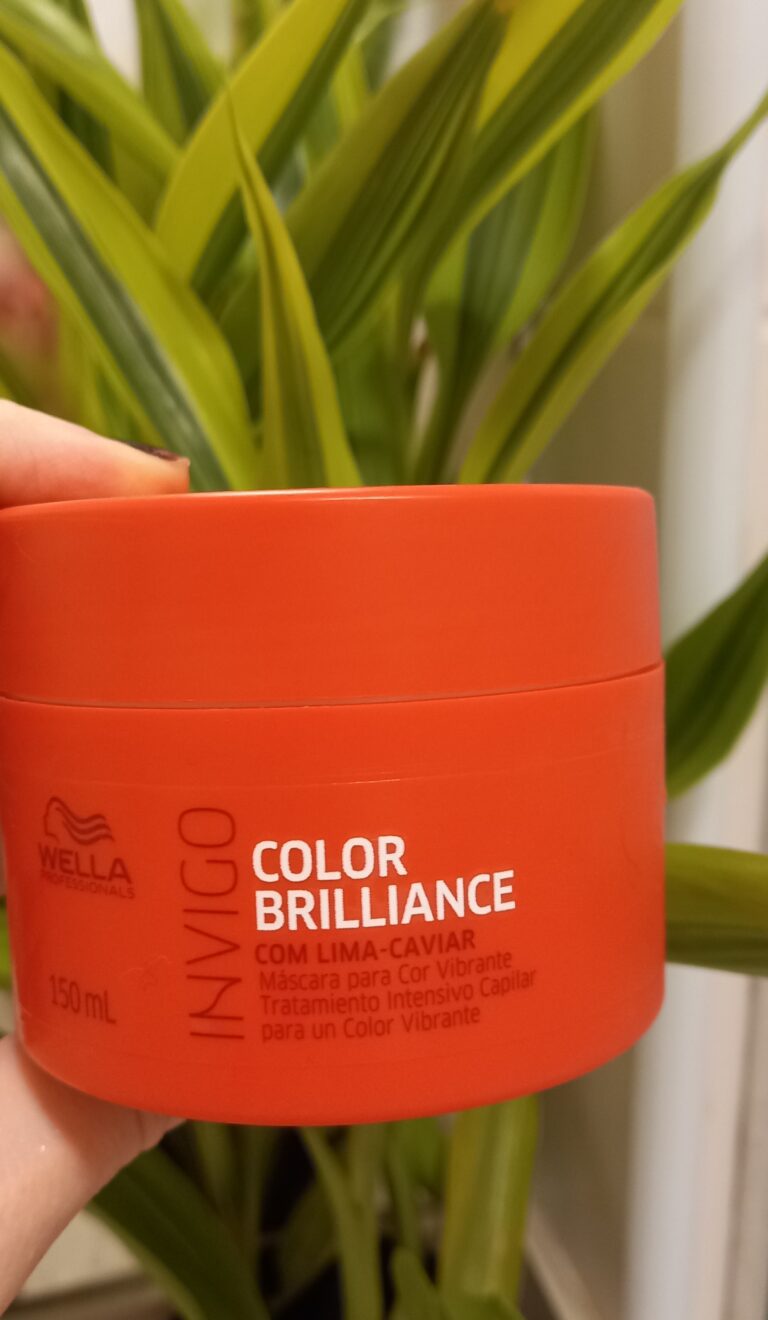 WELLA
PROFESSIONALS
150 mL
INVIGO
COLOR
BRILLIANCE
COM LIMA-CAVIAR
Máscara para Cor Vibrante
Tratamiento Intensivo Capilar
para un Color Vibrante